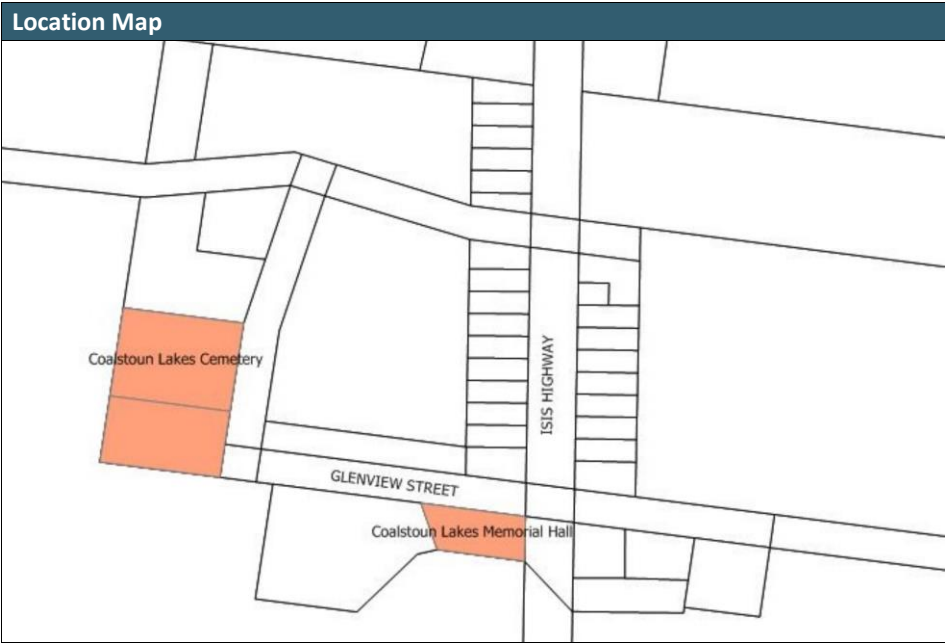 Location Map
Coalstoun Lakes Cemetery
ISIS HIGHWAY
GLENVIEW STREET
Coalstoun Lakes Memorial Hall